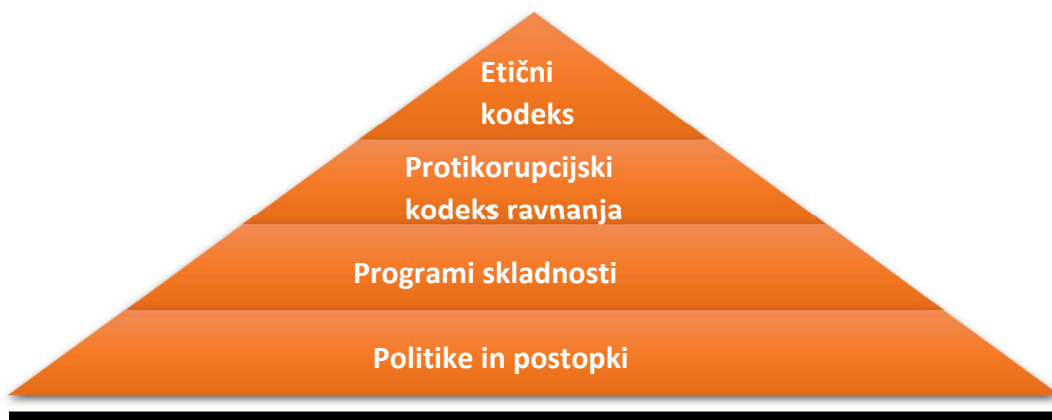 Etični
kodeks
Protikorupcijski
kodeks ravnanja
Programi skladnosti
Politike in postopki